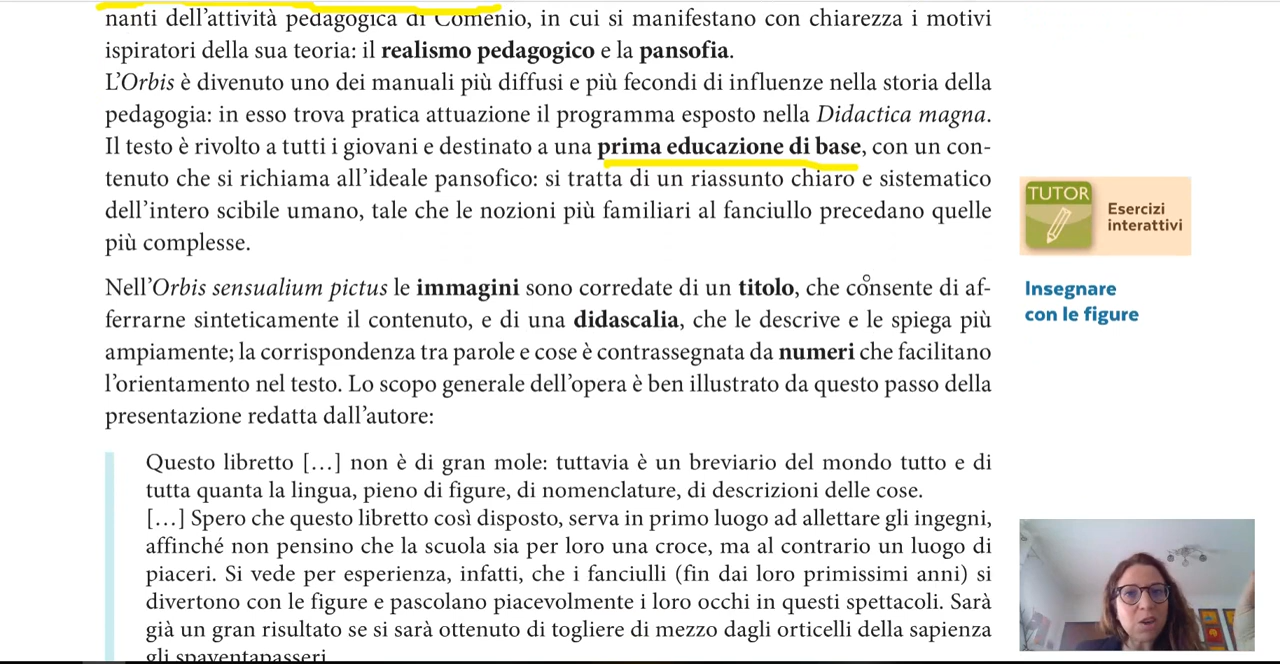 nanti dell'attività pedagogica di Comenio, in cui si manifestano con chiarezza i motivi
ispiratori della sua teoria: il realismo pedagogico e la pansofia.
L'Orbis è divenuto uno dei manuali più diffusi e più fecondi di influenze nella storia della
pedagogia: in esso trova pratica attuazione il programma esposto nella Didactica magna.
Il testo è rivolto a tutti i giovani e destinato a una prima educazione di base, con un con-
tenuto che si richiama all'ideale pansofico: si tratta di un riassunto chiaro e sistematico
dell'intero scibile umano, tale che le nozioni più familiari al fanciullo precedano quelle
più complesse.
Nell'Orbis sensualium pictus le immagini sono corredate di un titolo, che consente di af-
ferrarne sinteticamente il contenuto, e di una didascalia, che le descrive e le spiega più
ampiamente; la corrispondenza tra parole e cose è contrassegnata da numeri che facilitano
l'orientamento nel testo. Lo scopo generale dell'opera è ben illustrato da questo passo della
presentazione redatta dall'autore:
Questo libretto […] non è di gran mole: tuttavia è un breviario del mondo tutto e di
tutta quanta la lingua, pieno di figure, di nomenclature, di descrizioni delle cose.
[…] Spero che questo libretto così disposto, serva in primo luogo ad allettare gli ingegni,
affinché non pensino che la scuola sia per loro una croce, ma al contrario un luogo di
piaceri. Si vede per esperienza, infatti, che i fanciulli (fin dai loro primissimi anni) si
divertono con le figure e pascolano piacevolmente i loro occhi in questi spettacoli. Sarà
già un gran risultato se si sarà ottenuto di togliere di mezzo dagli orticelli della sapienza
gli spaventapasseri
TUTOR
Esercizi
interattivi
Insegnare
con le figure